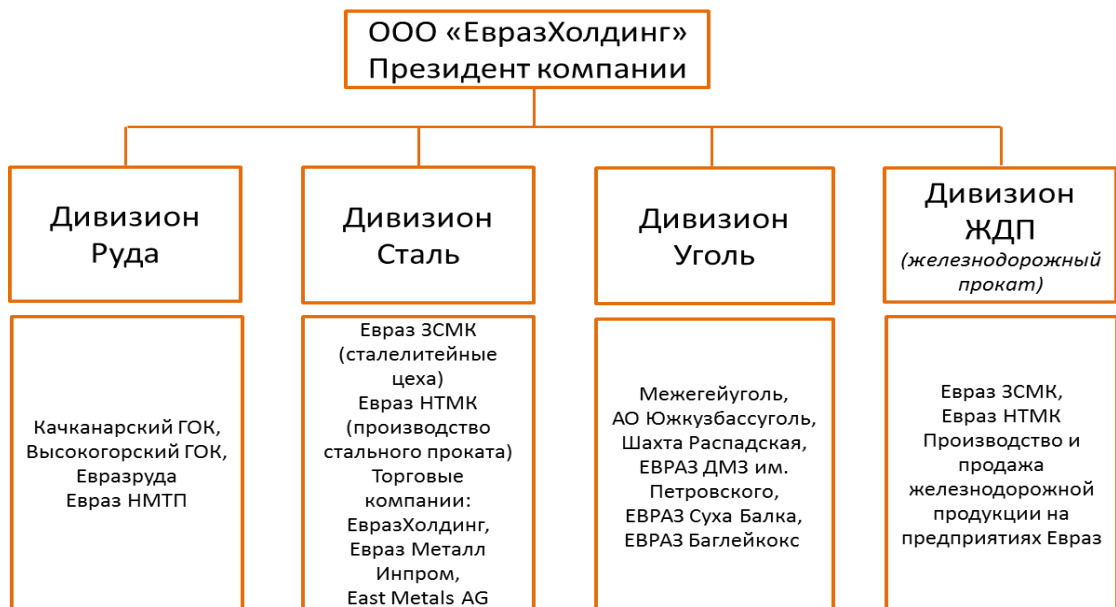 ООО «ЕвразХолдинг»
Президент компании
Дивизион
Руда
Дивизион
Сталь
Дивизион
Уголь
Дивизион
ЖДП
(железнодорожный
прокат)
Качканарский ГОК,
Высокогорский ГОК,
Евразруда
Евраз НМТП
Евраз ЗСМК
(сталелитейные
цеха)
Евраз НТМК
(производство
стального проката)
Торговые
компании:
ЕвразХолдинг,
Евраз Металл
Инпром,
East Metals AG
Межегейуголь,
АО Южкузбассуголь,
Шахта Распадская,
ЕВРАЗ ДМЗ им.
Петровского,
ЕВРАЗ Суха Балка,
ЕВРАЗ Баглейкокс
Евраз ЗСМК,
Евраз НТМК
Производство и
продажа
железнодорожной
продукции на
предприятиях Евраз